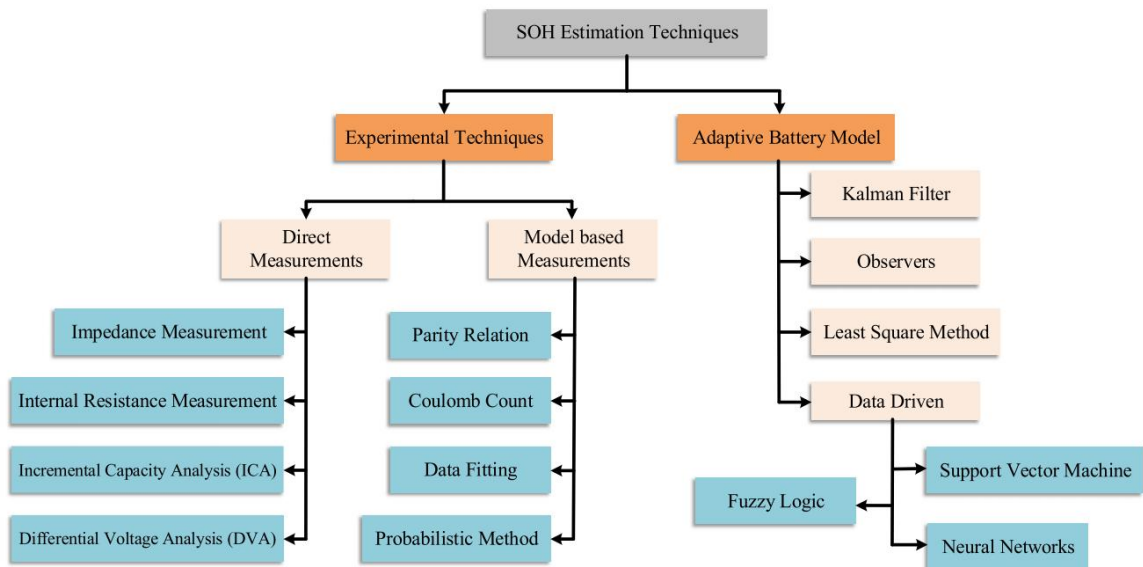 SOH Estimation Techniques
Experimental Techniques
Adaptive Battery Model
Direct
Measurements
Model based
Measurements
Kalman Filter
Observers
Least Square Method
Data Driven
Impedance Measurement
Internal Resistance Measurement
Incremental Capacity Analysis (ICA)
Differential Voltage Analysis (DVA)
Parity Relation
Coulomb Count
Data Fitting
Probabilistic Method
Fuzzy Logic
Support Vector Machine
Neural Networks